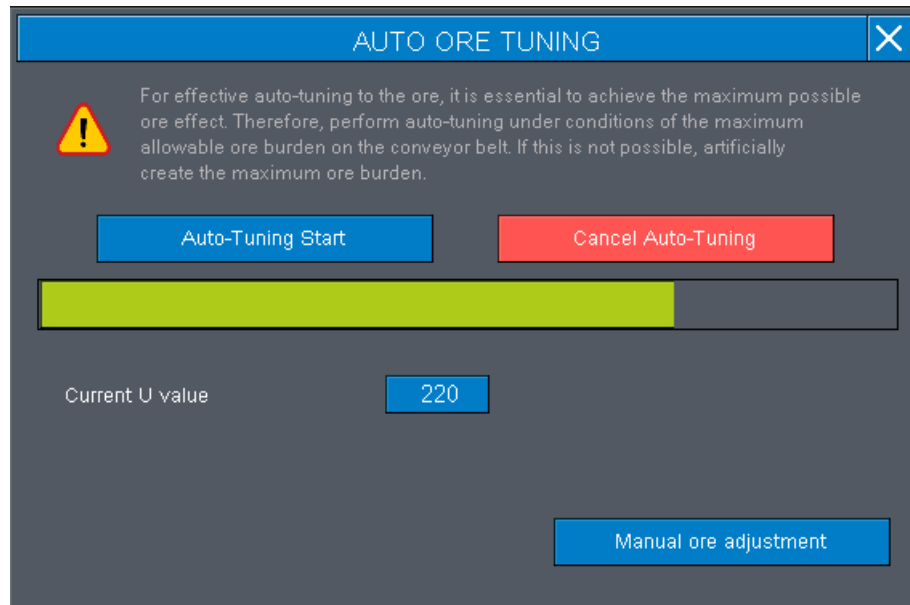 AUTO ORE TUNING
For effective auto-tuning to the ore, it is essential to achieve the maximum possible
ore effect. Therefore, perform auto-tuning under conditions of the maximum
allowable ore burden on the conveyor belt. If this is not possible, artificially
create the maximum ore burden.
Auto-Tuning Start
Cancel Auto-Tuning
Current U value
220
Manual ore adjustment